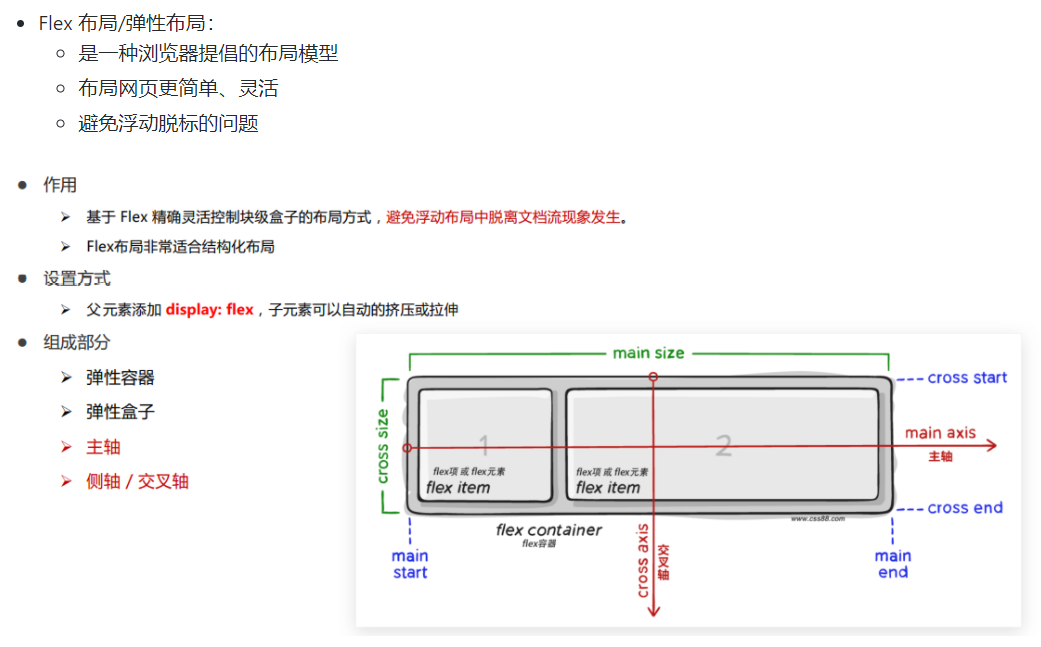 Flex 布局/弹性布局：
是一种浏览器提倡的布局模型
布局网页更简单、灵活
避免浮动脱标的问题
作用
基于 Flex 精确灵活控制块级盒子的布局方式，避免浮动布局中脱离文档流现象发生。
Flex布局非常适合结构化布局
设置方式
父元素添加 display: flex，子元素可以自动的挤压或拉伸
组成部分
弹性容器
弹性盒子
主轴
侧轴 / 交叉轴
main size
cross start
cross size
1
2
main axis
主轴
flex项 或 flex元素
flex item
flex项 或 flex元素
flex item
cross end
www.css88.com
flex container
flex容器
cross axis
交叉轴
main
start
main
end